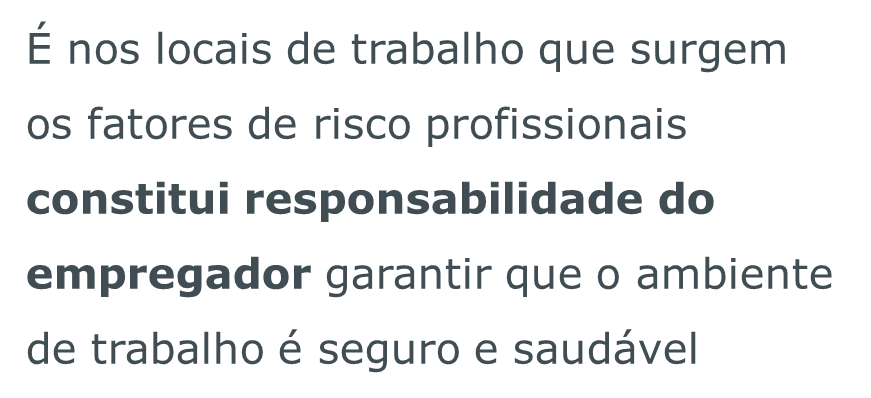 É nos locais de trabalho que surgem
os fatores de risco profissionais
constitui responsabilidade do
empregador garantir que o ambiente
de trabalho é seguro e saudável